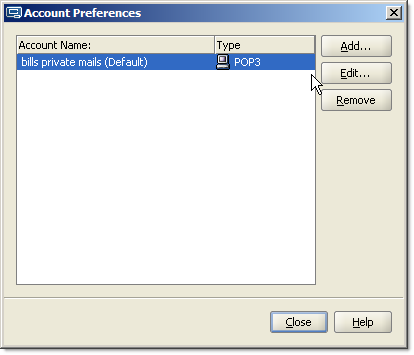 Account Preferences
Account Name: Type
bills private mails (Default) POP3
Add...
Edit...
Remove
Close Help